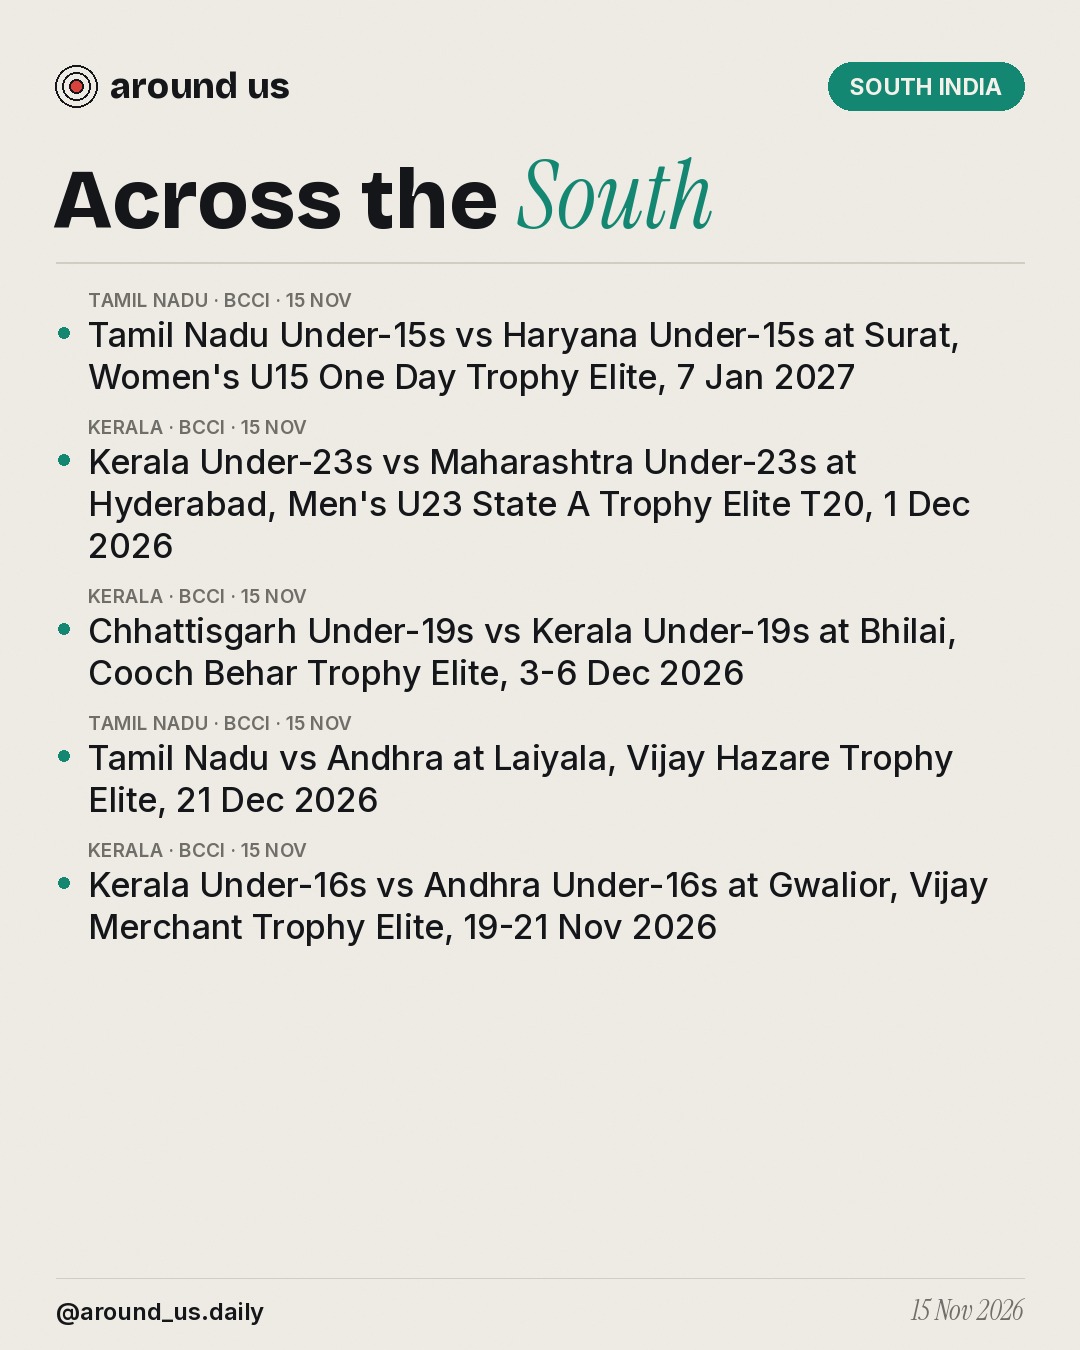 around us
SOUTH INDIA
Across the South
TAMIL NADU · BCCI · 15 NOV
Tamil Nadu Under-15s vs Haryana Under-15s at Surat,
Women's U15 One Day Trophy Elite, 7 Jan 2027
KERALA · BCCI · 15 NOV
Kerala Under-23s vs Maharashtra Under-23s at
Hyderabad, Men's U23 State A Trophy Elite T20, 1 Dec
2026
KERALA · BCCI · 15 NOV
Chhattisgarh Under-19s vs Kerala Under-19s at Bhilai,
Cooch Behar Trophy Elite, 3-6 Dec 2026
TAMIL NADU · BCCI · 15 NOV
Tamil Nadu vs Andhra at Laiyala, Vijay Hazare Trophy
Elite, 21 Dec 2026
KERALA · BCCI · 15 NOV
Kerala Under-16s vs Andhra Under-16s at Gwalior, Vijay
Merchant Trophy Elite, 19-21 Nov 2026
@around_us.daily
15 Nov 2026